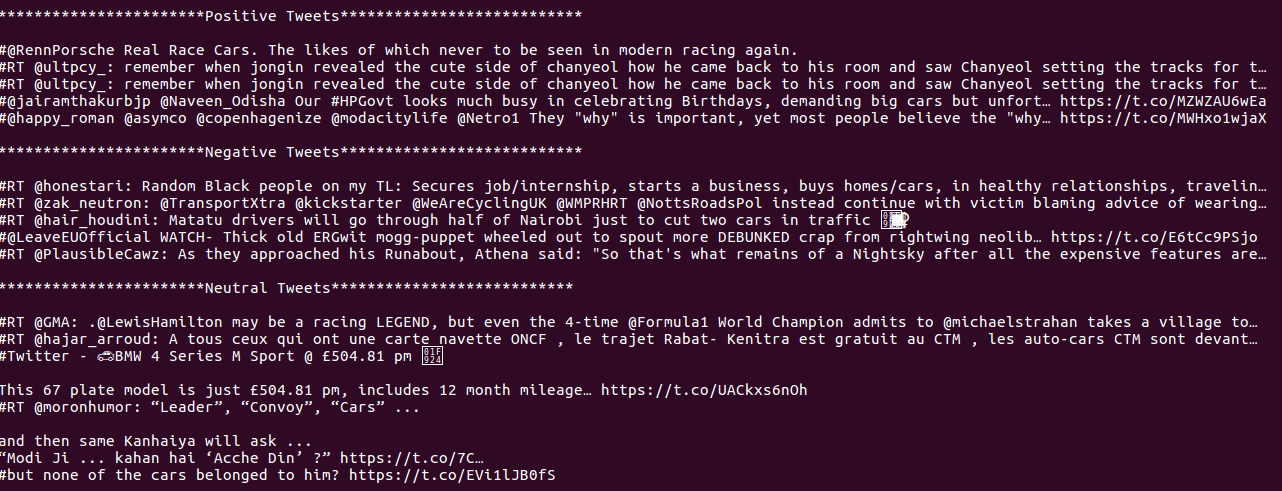 ***********************Positive Tweets***************************
#@RennPorsche Real Race Cars. The likes of which never to be seen in modern racing again.
#RT @ultpcy_: remember when jongin revealed the cute side of chanyeol how he came back to his room and saw Chanyeol setting the tracks for t…
#RT @ultpcy_: remember when jongin revealed the cute side of chanyeol how he came back to his room and saw Chanyeol setting the tracks for t…
#@jairamthakurbjp @Naveen_Odisha Our #HPGovt looks much busy in celebrating Birthdays, demanding big cars but unfort… https://t.co/MZWZAU6wEa
#@happy_roman @asymco @copenhagenize @modacitylife @Netro1 They "why" is important, yet most people believe the "why… https://t.co/MWHxo1wjaX
***********************Negative Tweets***************************
#RT @honestari: Random Black people on my TL: Secures job/internship, starts a business, buys homes/cars, in healthy relationships, travelin…
#RT @zak_neutron: @TransportXtra @kickstarter @WeAreCyclingUK @WMPRHRT @NottsRoadsPol instead continue with victim blaming advice of wearing…
#RT @hair_houdini: Matatu drivers will go through half of Nairobi just to cut two cars in traffic
#@LeaveEUOfficial WATCH- Thick old ERGwit mogg-puppet wheeled out to spout more DEBUNKED crap from rightwing neolib… https://t.co/E6tCc9PSjo
#RT @PlausibleCawz: As they approached his Runabout, Athena said: "So that's what remains of a Nightsky after all the expensive features are…
***********************Neutral Tweets***************************
#RT @GMA: .@LewisHamilton may be a racing LEGEND, but even the 4-time @Formula1 World Champion admits to @michaelstrahan takes a village to…
#RT @hajar_arroud: A tous ceux qui ont une carte navette ONCF , le trajet Rabat- Kenitra est gratuit au CTM , les auto-cars CTM sont devant…
#Twitter - 🚗BMW 4 Series M Sport @ £504.81 pm
This 67 plate model is just £504.81 pm, includes 12 month mileage… https://t.co/UACkxs6nOh
#RT @moronhumor: “Leader”, “Convoy”, “Cars” ...
and then same Kanhaiya will ask ...
“Modi Ji ... kahan hai ‘Acche Din’ ?” https://t.co/7C…
#but none of the cars belonged to him? https://t.co/EVi1lJB0fS